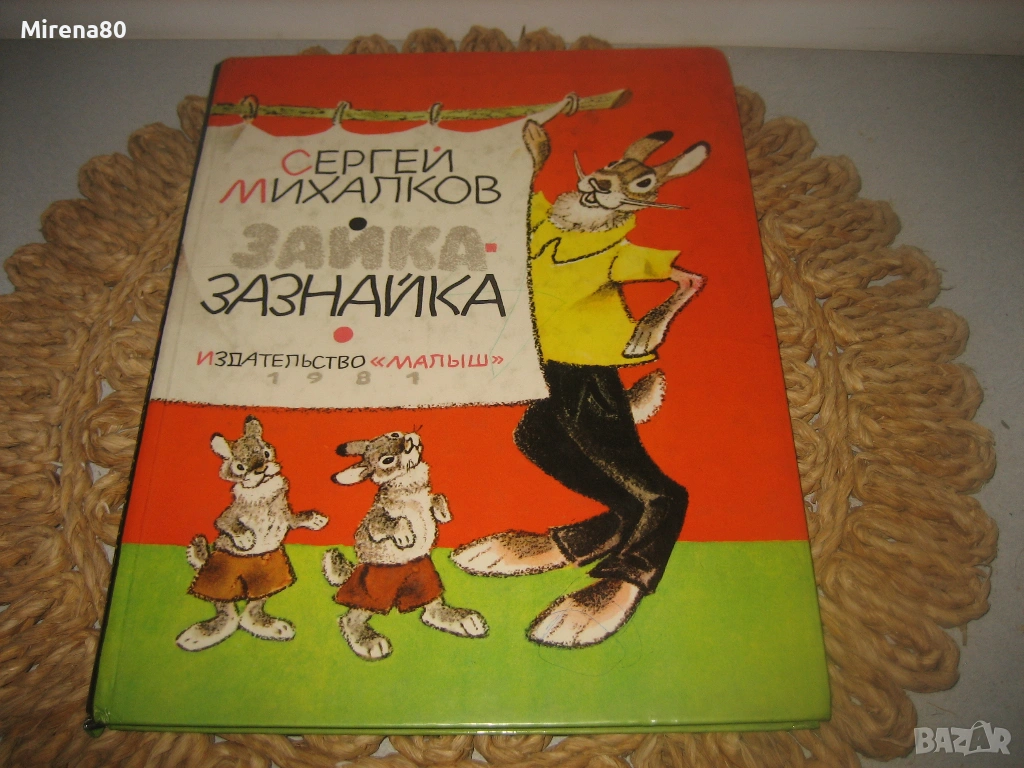 Mirena80
СЕРГЕЙ
МИХАЛКОВ
ЗАЙКА-
ЗАЗНАЙКА
ИЗДАТЕЛЬСТВО «МАЛЫШ»
1981
BAZAR